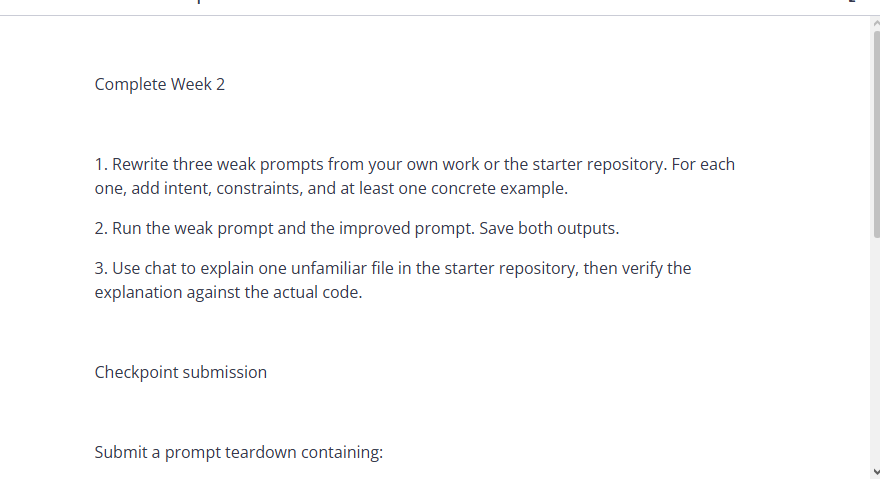 Complete Week 2
1. Rewrite three weak prompts from your own work or the starter repository. For each
one, add intent, constraints, and at least one concrete example.
2. Run the weak prompt and the improved prompt. Save both outputs.
3. Use chat to explain one unfamiliar file in the starter repository, then verify the
explanation against the actual code.
Checkpoint submission
Submit a prompt teardown containing: